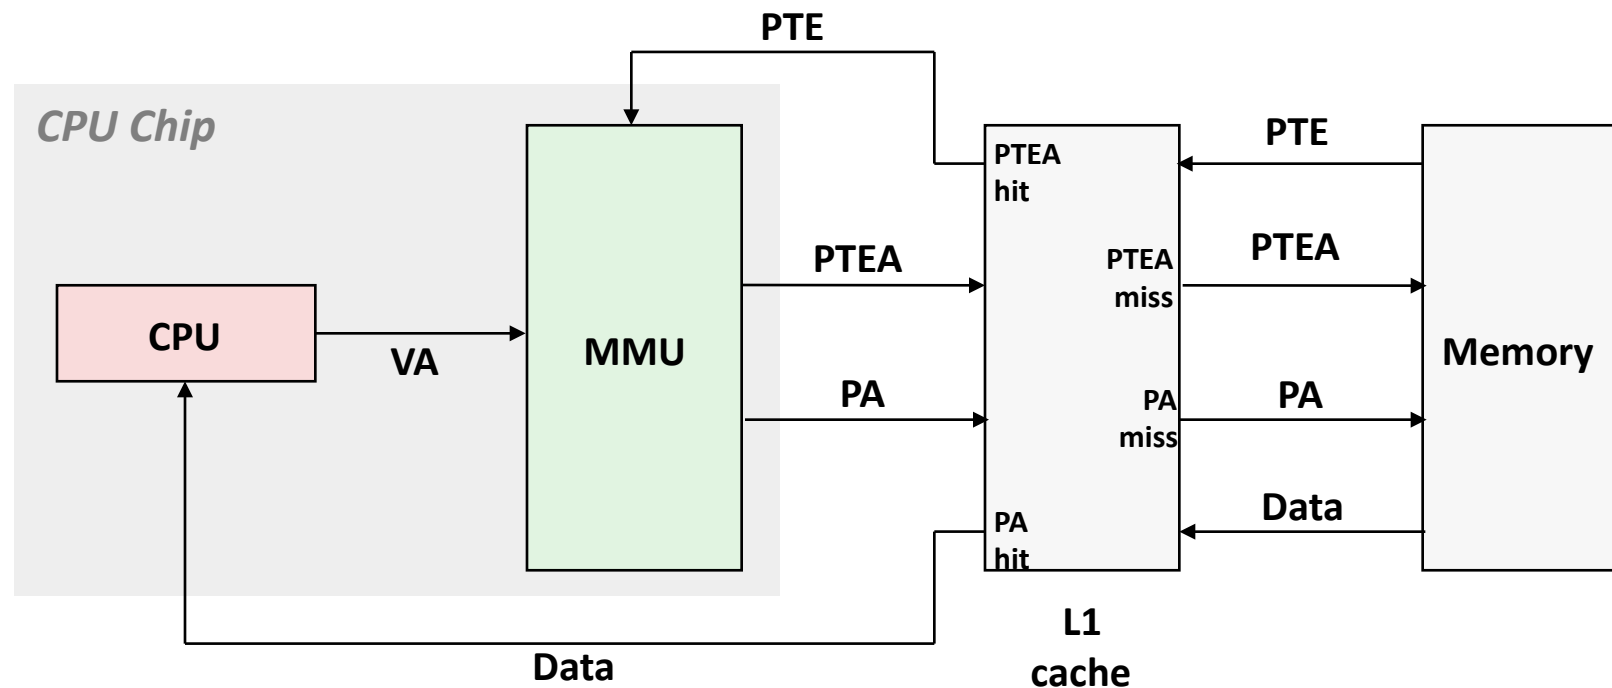 PTE
CPU Chip
PTEA
hit
PTE
PTEA
PTEA
miss
PTEA
CPU
VA
MMU
Memory
PA
PA
miss
PA
PA
hit
Data
L1
cache
Data